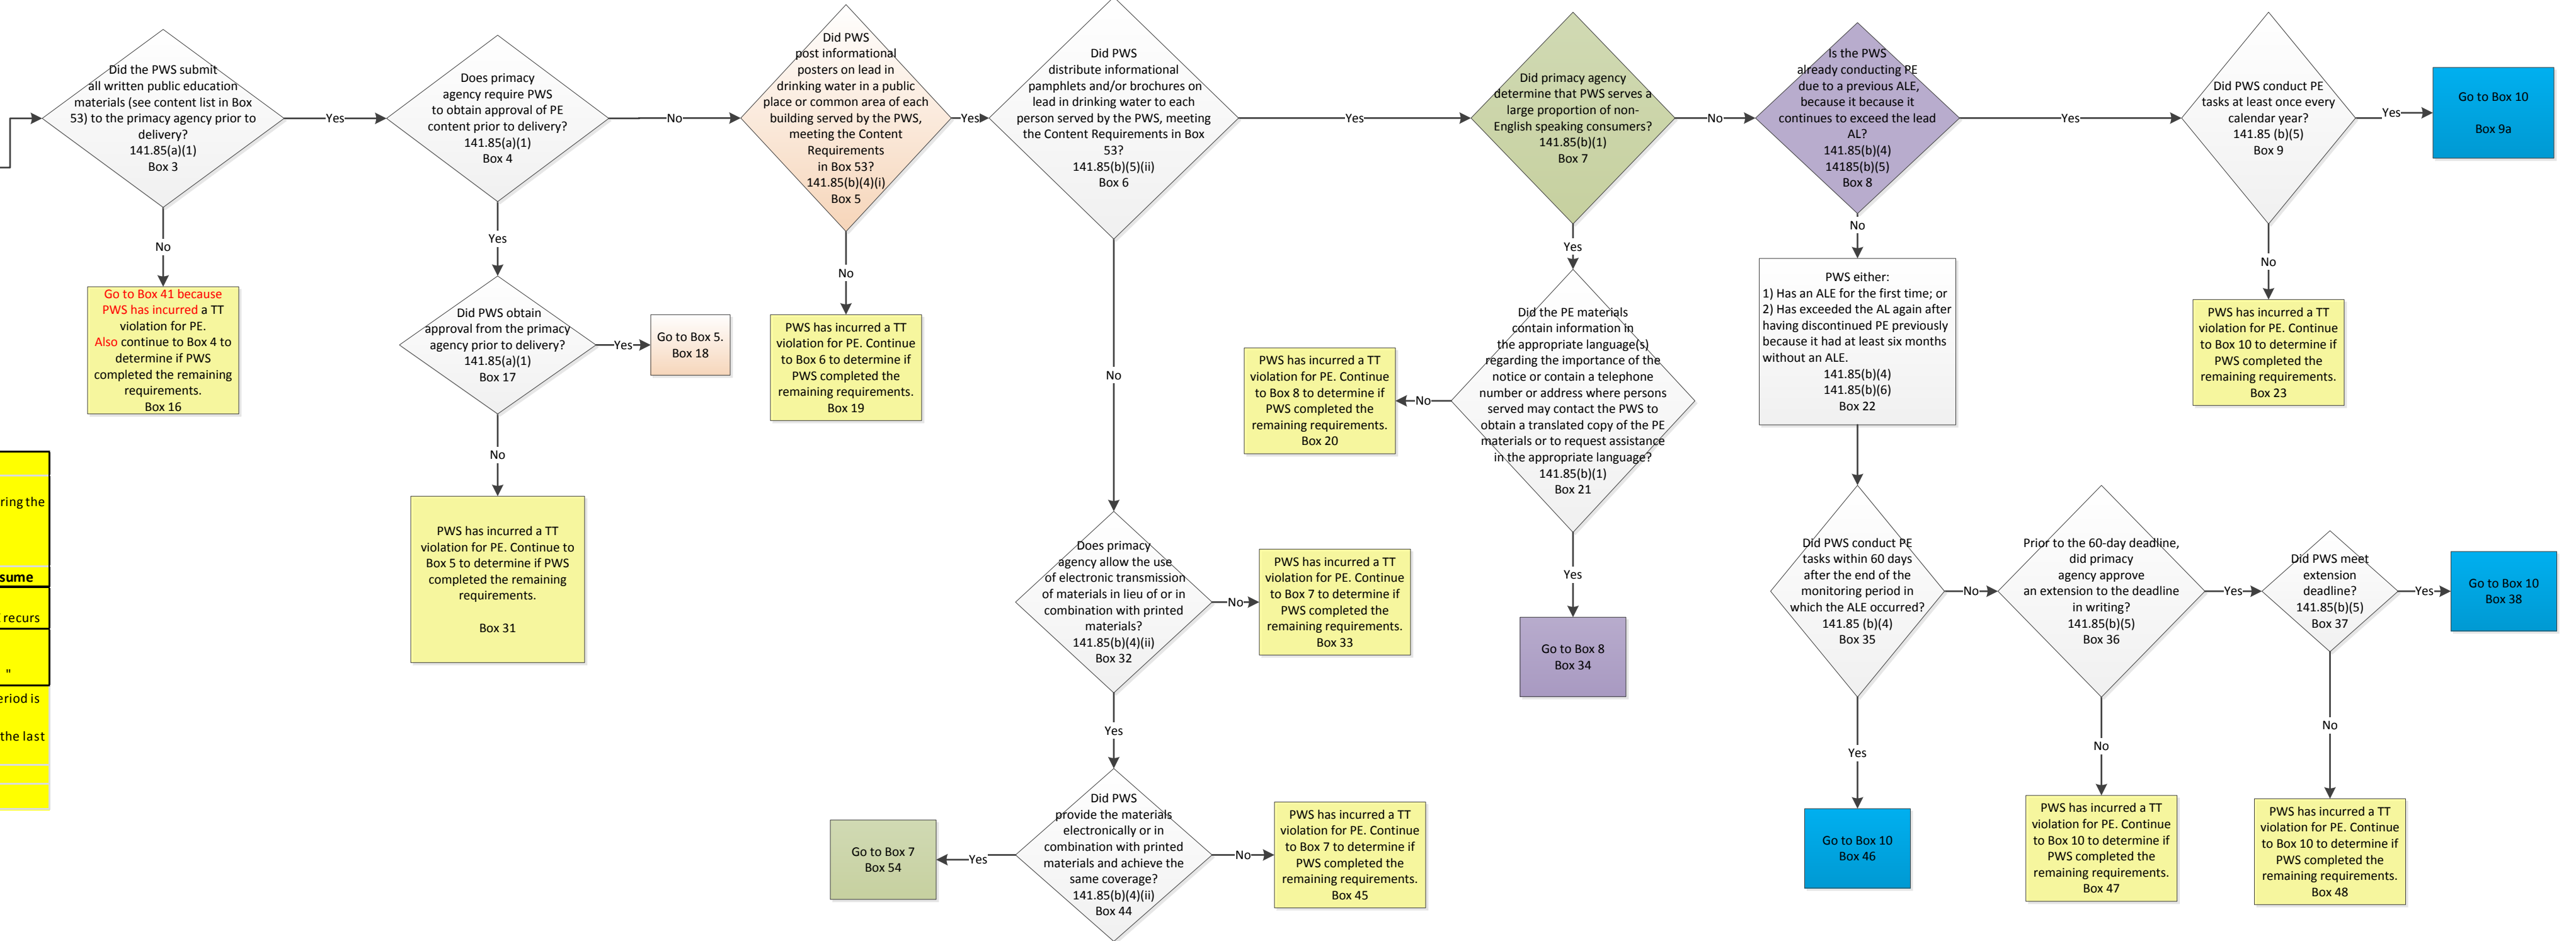 Did the PWS submit
all written public education
materials (see content list in Box
53) to the primacy agency prior to
delivery?
141.85(a)(1)
Box 3
Yes
No
Go to Box 41 because
PWS has incurred a TT
violation for PE.
Also continue to Box 4 to
determine if PWS
completed the remaining
requirements.
Box 16
Does primacy
agency require PWS
to obtain approval of PE
content prior to delivery?
141.85(a)(1)
Box 4
No
Yes
Did PWS obtain
approval from the primacy
agency prior to delivery?
141.85(a)(1)
Box 17
Yes
Go to Box 5.
Box 18
No
PWS has incurred a TT
violation for PE. Continue to
Box 5 to determine if PWS
completed the remaining
requirements.
Box 31
Did PWS
post informational
posters on lead in
drinking water in a public
place or common area of each
building served by the PWS,
meeting the Content
Requirements
in Box 53?
141.85(b)(4)(i)
Box 5
Yes
No
PWS has incurred a TT
violation for PE. Continue
to Box 6 to determine if
PWS completed the
remaining requirements.
Box 19
Did PWS
distribute informational
pamphlets and/or brochures on
lead in drinking water to each
person served by the PWS, meeting
the Content Requirements in Box
53?
141.85(b)(5)(ii)
Box 6
Yes
No
Does primacy
agency allow the use
of electronic transmission
of materials in lieu of or in
combination with printed
materials?
141.85(b)(4)(ii)
Box 32
No
PWS has incurred a TT
violation for PE. Continue
to Box 7 to determine if
PWS completed the
remaining requirements.
Box 33
Yes
Did PWS
provide the materials
electronically or in
combination with printed
materials and achieve the
same coverage?
141.85(b)(4)(ii)
Box 44
Yes
Go to Box 7
Box 54
No
PWS has incurred a TT
violation for PE. Continue
to Box 7 to determine if
PWS completed the
remaining requirements.
Box 45
Did primacy agency
determine that PWS serves a
large proportion of non-
English speaking consumers?
141.85(b)(1)
Box 7
No
Yes
Did the PE materials
contain information in
the appropriate language(s)
regarding the importance of the
notice or contain a telephone
number or address where persons
served may contact the PWS to
obtain a translated copy of the PE
materials or to request assistance
in the appropriate language?
141.85(b)(1)
Box 21
No
PWS has incurred a TT
violation for PE. Continue
to Box 8 to determine if
PWS completed the
remaining requirements.
Box 20
Yes
Go to Box 8
Box 34
Is the PWS
already conducting PE
due to a previous ALE,
because it because it
continues to exceed the lead
AL?
141.85(b)(4)
14185(b)(5)
Box 8
Yes
No
PWS either:
1) Has an ALE for the first time; or
2) Has exceeded the AL again after
having discontinued PE previously
because it had at least six months
without an ALE.
141.85(b)(4)
141.85(b)(6)
Box 22
Did PWS conduct PE
tasks within 60 days
after the end of the
monitoring period in
which the ALE occurred?
141.85 (b)(4)
Box 35
No
Yes
Go to Box 10
Box 46
Prior to the 60-day deadline,
did primacy
agency approve
an extension to the deadline
in writing?
141.85(b)(5)
Box 36
Yes
No
PWS has incurred a TT
violation for PE. Continue
to Box 10 to determine if
PWS completed the
remaining requirements.
Box 47
Did PWS meet
extension
deadline?
141.85(b)(5)
Box 37
Yes
Go to Box 10
Box 38
No
PWS has incurred a TT
violation for PE. Continue
to Box 10 to determine if
PWS completed the
remaining requirements.
Box 48
Did PWS conduct PE
tasks at least once every
calendar year?
141.85 (b)(5)
Box 9
Yes
Go to Box 10
Box 9a
No
PWS has incurred a TT
violation for PE. Continue
to Box 10 to determine if
PWS completed the
remaining requirements.
Box 23
ring the
sume
recurs
"
eriod is
the last